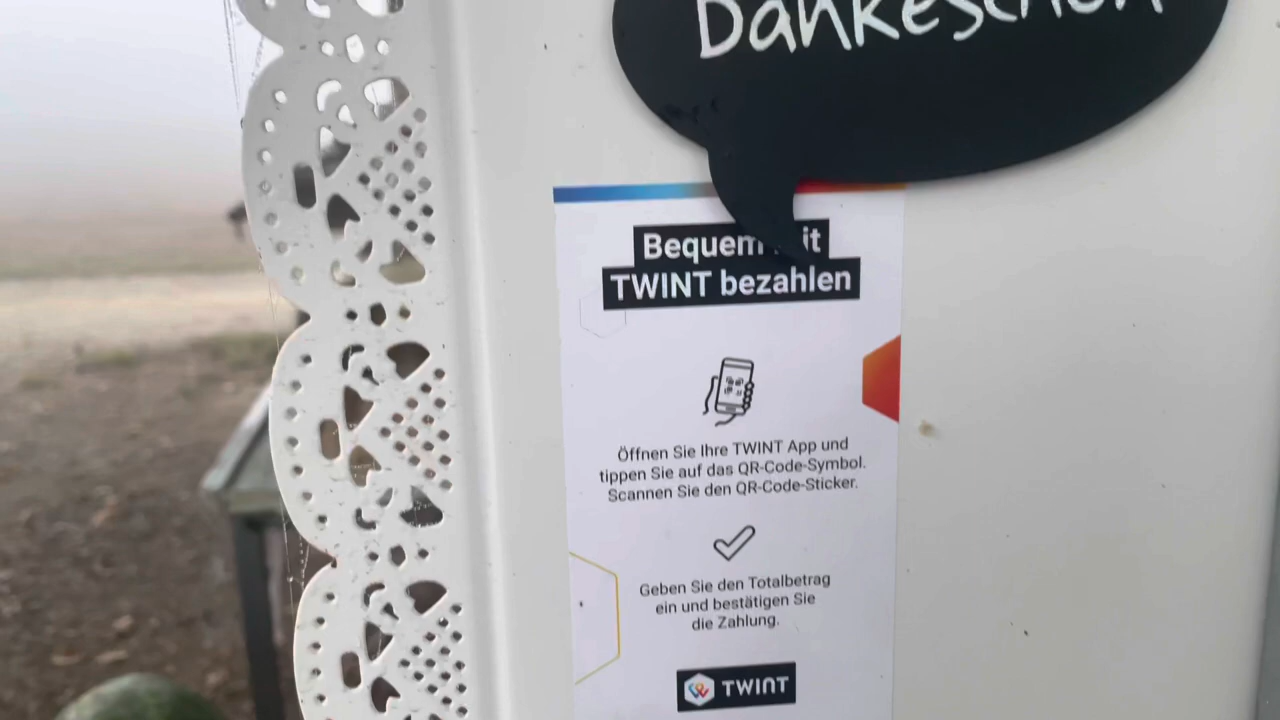 Dankeschön
Bequem mit
TWINT bezahlen
Öffnen Sie Ihre TWINT App und
tippen Sie auf das QR-Code-Symbol.
Scannen Sie den QR-Code-Sticker.
Geben Sie den Totalbetrag
ein und bestätigen Sie
die Zahlung.
TWINT